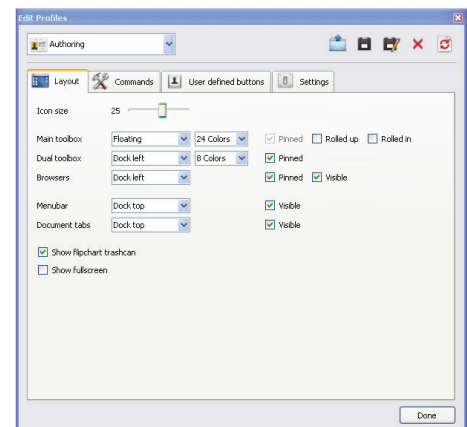 Edit Profiles
Authoring
Layout Commands User defined buttons Settings
Icon size 25
Main toolbox Floating 24 Colors Pinned Rolled up Rolled in
Dual toolbox Dock left 8 Colors Pinned
Browsers Dock left Pinned Visible
Menubar Dock top Visible
Document tabs Dock top Visible
Show flipchart trashcan
Show fullscreen
Done